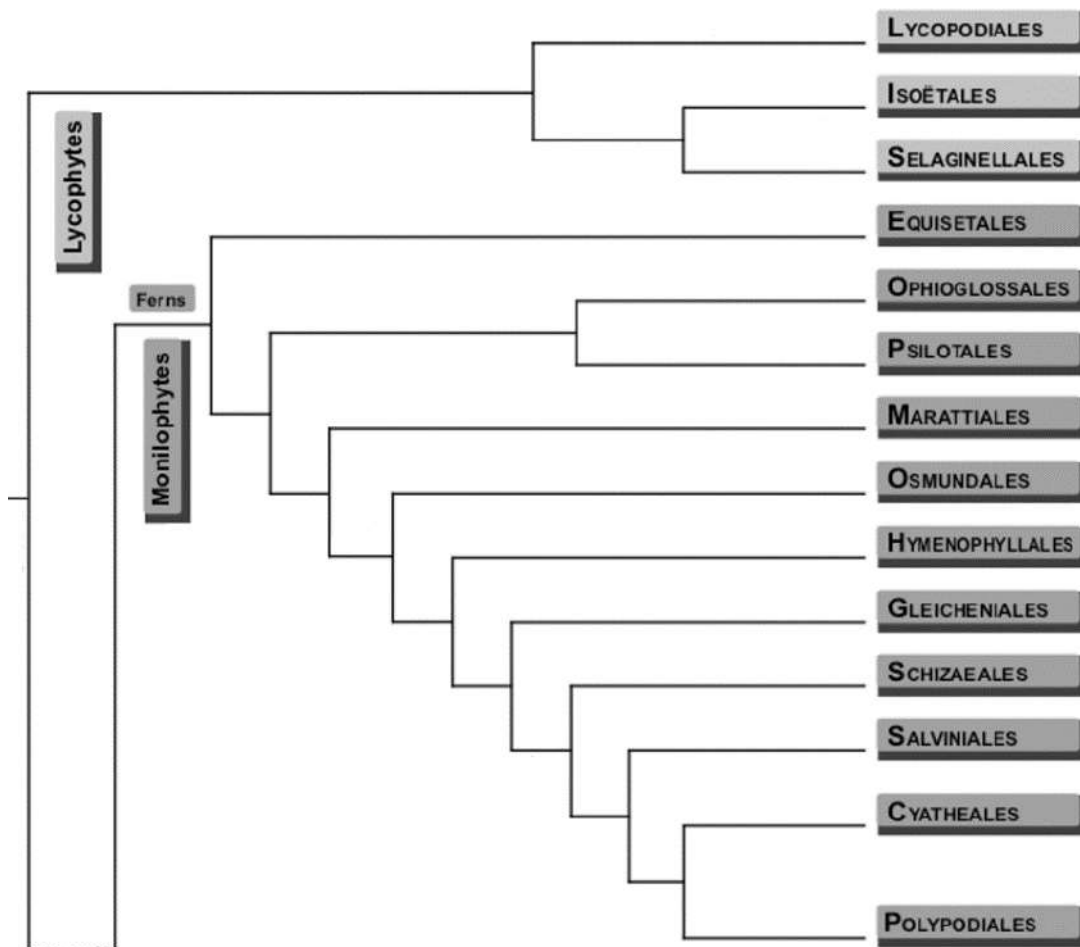 LYCOPODIALES
ISOËTALES
SELAGINELLALES
Lycophytes
EQUISETALES
Ferns
OPHIOGLOSSALES
PSILOTALES
Monilophytes
MARATTIALES
OSMUNDALES
HYMENOPHYLLALES
GLEICHENIALES
SCHIZAEALES
SALVINIALES
CYATHEALES
POLYPODIALES